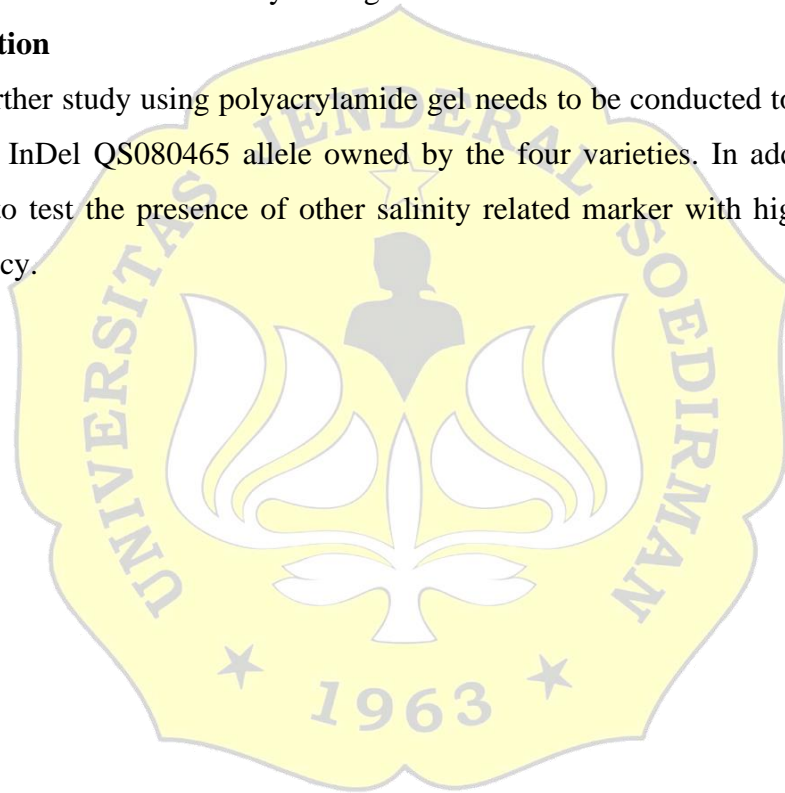 tion
rther study using polyacrylamide gel needs to be conducted to
InDel QS080465 allele owned by the four varieties. In add
to test the presence of other salinity related marker with hig
cy.
UNIVERSITAS JENDERAL SOEDIRMAN
1963